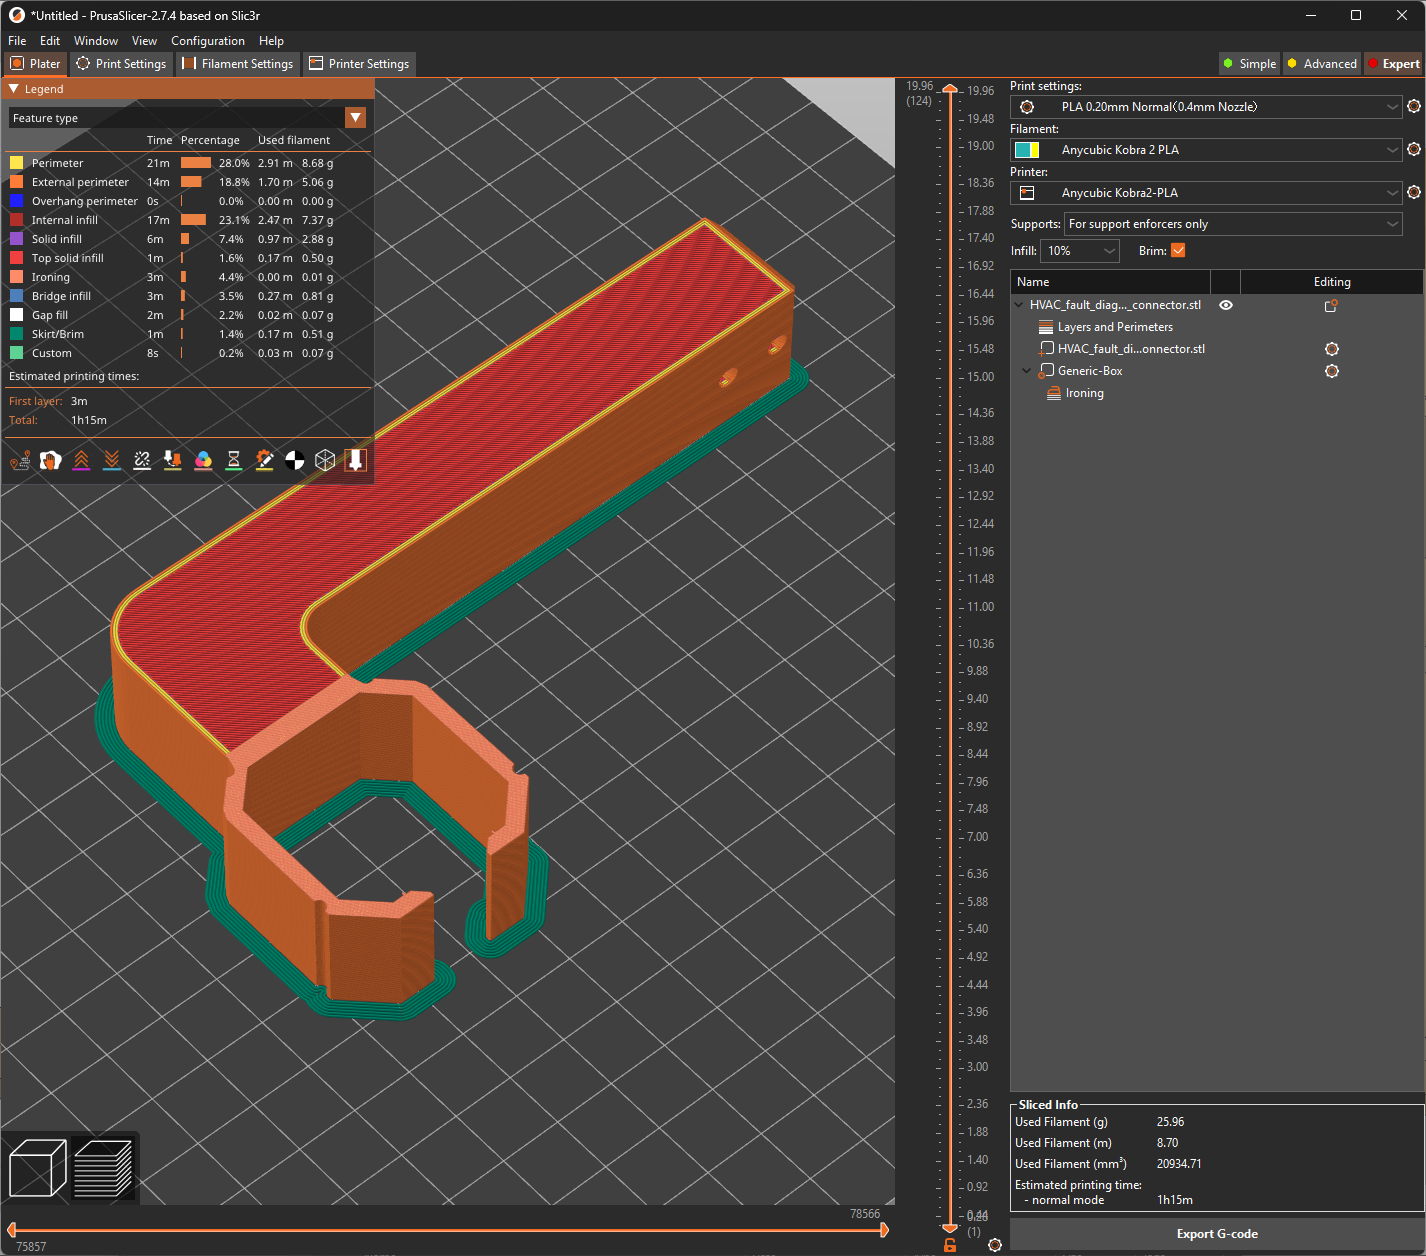 *Untitled - PrusaSlicer-2.7.4 based on Slic3r
File Edit Window View Configuration Help
Plater Print Settings Filament Settings Printer Settings Simple Advanced Expert
Legend
Feature type
Time Percentage Used filament
Perimeter 21m 28.0% 2.91 m 8.68 g
External perimeter 14m 18.8% 1.70 m 5.06 g
Overhang perimeter 0s 0.0% 0.00 m 0.00 g
Internal infill 17m 23.1% 2.47 m 7.37 g
Solid infill 6m 7.4% 0.97 m 2.88 g
Top solid infill 1m 1.6% 0.17 m 0.50 g
Ironing 3m 4.4% 0.00 m 0.01 g
Bridge infill 3m 3.5% 0.27 m 0.81 g
Gap fill 2m 2.2% 0.02 m 0.07 g
Skirt/Brim 1m 1.4% 0.17 m 0.51 g
Custom 8s 0.2% 0.03 m 0.07 g
Estimated printing times:
First layer: 3m
Total: 1h15m
19.96
(124)
19.96
19.48
19.00
18.36
17.88
17.40
16.92
16.44
15.96
15.48
15.00
14.36
13.88
13.40
12.92
12.44
11.96
11.48
11.00
10.36
9.88
9.40
8.92
8.44
7.96
7.48
7.00
6.36
5.88
5.40
4.92
4.44
3.96
3.48
3.00
2.36
1.88
1.40
0.92
(1)
78566
75857
Print settings:
PLA 0.20mm Normal(0.4mm Nozzle)
Filament:
Anycubic Kobra 2 PLA
Printer:
Anycubic Kobra2-PLA
Supports: For support enforcers only
Infill: 10% Brim:
Name Editing
HVAC_fault_diag..._connector.stl
Layers and Perimeters
HVAC_fault_di...onnector.stl
Generic-Box
Ironing
Sliced Info
Used Filament (g) 25.96
Used Filament (m) 8.70
Used Filament (mm³) 20934.71
Estimated printing time:
- normal mode 1h15m
Export G-code